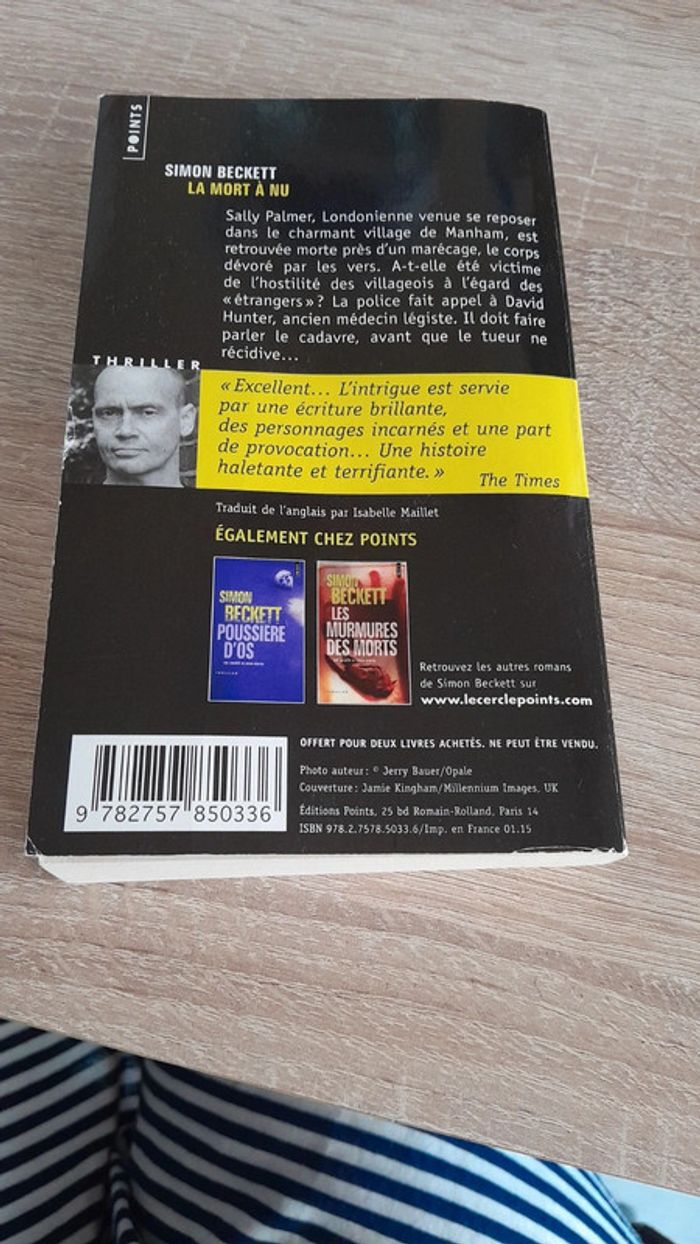 POINTS
SIMON BECKETT
LA MORT À NU
Sally Palmer, Londonienne venue se reposer
dans le charmant village de Manham, est
retrouvée morte près d'un marécage, le corps
dévoré par les vers. A-t-elle été victime
de l'hostilité des villageois à l'égard des
« étrangers » ? La police fait appel à David
Hunter, ancien médecin légiste. Il doit faire
parler le cadavre, avant que le tueur ne
récidive…
THRILLER
« Excellent… L'intrigue est servie
par une écriture brillante,
des personnages incarnés et une part
de provocation… Une histoire
haletante et terrifiante. »
The Times
Traduit de l'anglais par Isabelle Maillet
ÉGALEMENT CHEZ POINTS
SIMON
BECKETT
POUSSIÈRE
D'OS
THRILLER
SIMON
BECKETT
LES
MURMURES
DES MORTS
THRILLER
Retrouvez les autres romans
de Simon Beckett sur
www.lecerclepoints.com
OFFERT POUR DEUX LIVRES ACHETÉS. NE PEUT ÊTRE VENDU.
Photo auteur : © Jerry Bauer/Opale
Couverture : Jamie Kingham/Millennium Images, UK
Éditions Points, 25 bd Romain-Rolland, Paris 14
ISBN 978.2.7578.5033.6/Imp. en France 01.15
9 782757 850336